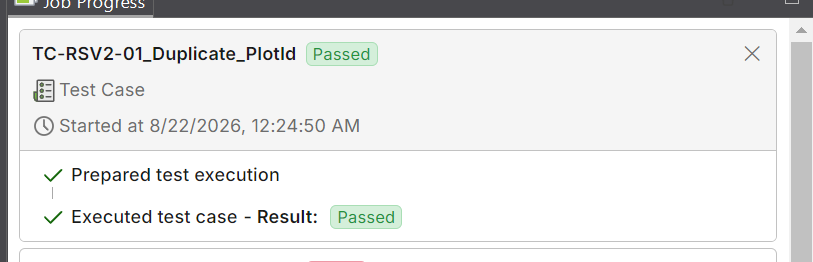 Job Progress
TC-RSV2-01_Duplicate_PlotId Passed
Test Case
Started at 8/22/2026, 12:24:50 AM
Prepared test execution
Executed test case - Result: Passed